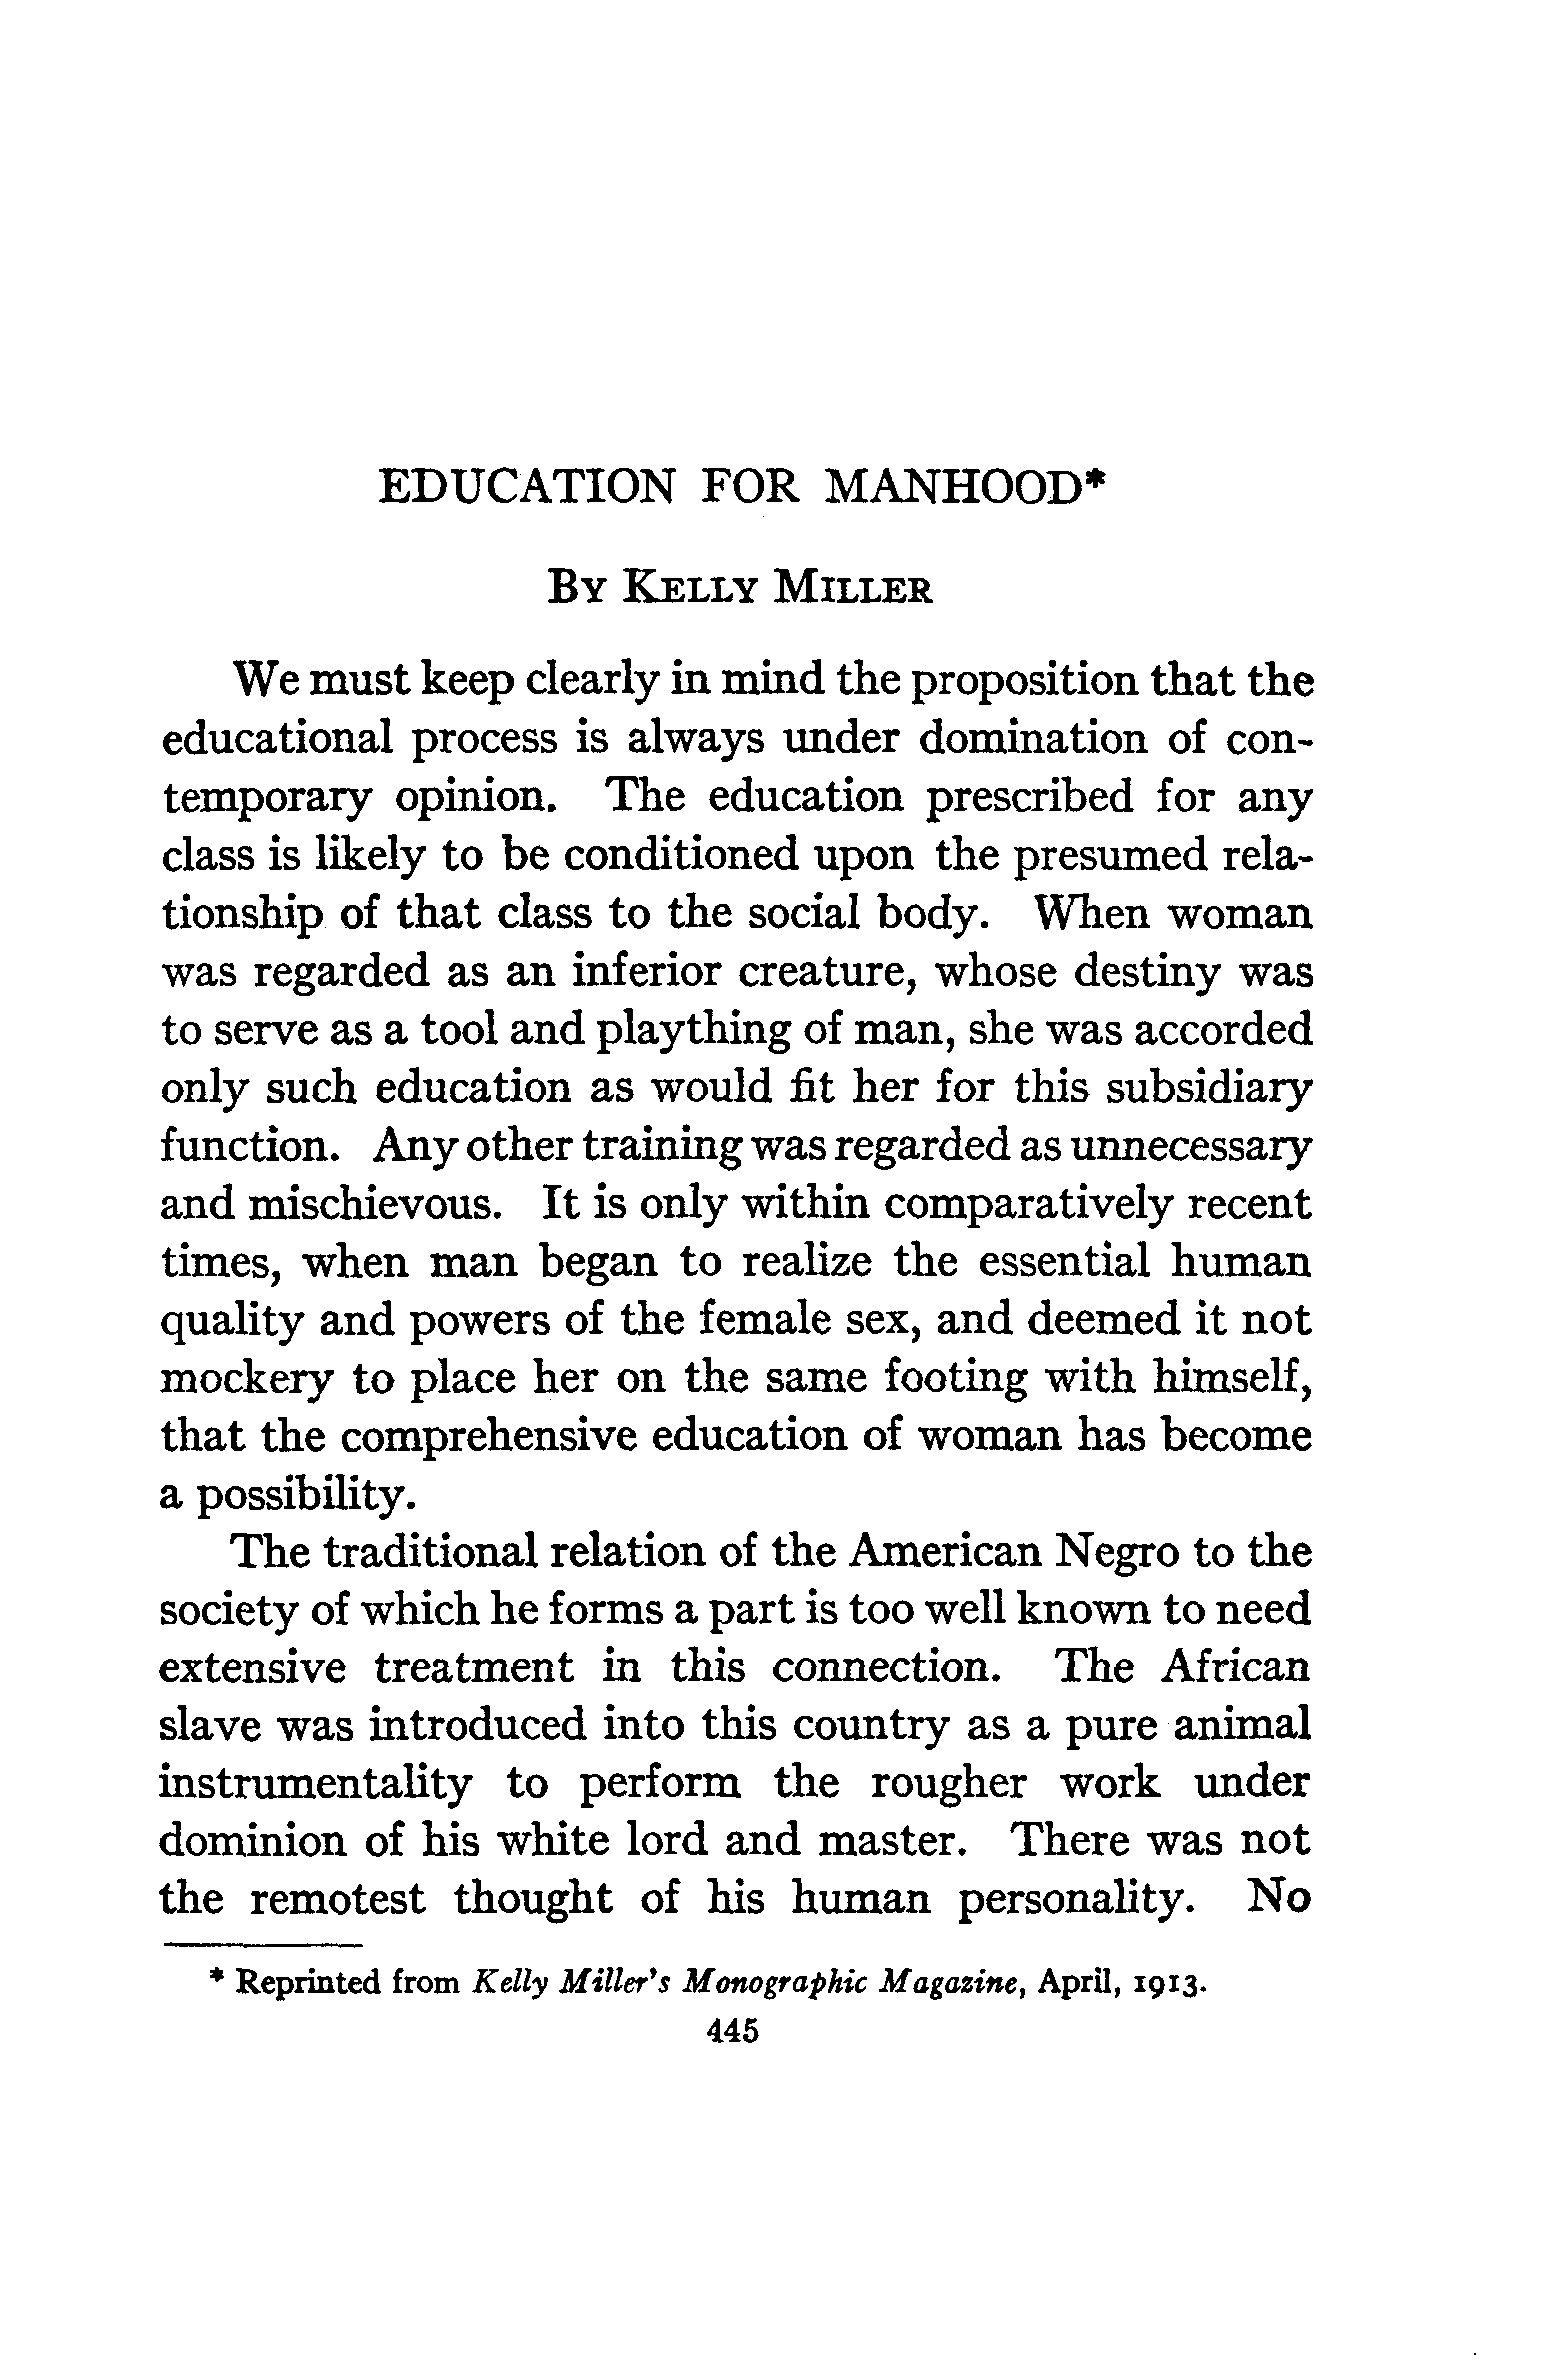 EDUCATION FOR MANHOOD*
By Kelly Miller
We must keep clearly in mind the proposition that the
educational process is always under domination of con-
temporary opinion. The education prescribed for any
class is likely to be conditioned upon the presumed rela-
tionship of that class to the social body. When woman
was regarded as an inferior creature, whose destiny was
to serve as a tool and plaything of man, she was accorded
only such education as would fit her for this subsidiary
function. Any other training was regarded as unnecessary
and mischievous. It is only within comparatively recent
times, when man began to realize the essential human
quality and powers of the female sex, and deemed it not
mockery to place her on the same footing with himself,
that the comprehensive education of woman has become
a possibility.
The traditional relation of the American Negro to the
society of which he forms a part is too well known to need
extensive treatment in this connection. The African
slave was introduced into this country as a pure animal
instrumentality to perform the rougher work under
dominion of his white lord and master. There was not
the remotest thought of his human personality. No
* Reprinted from Kelly Miller's Monographic Magazine, April, 1913.
445